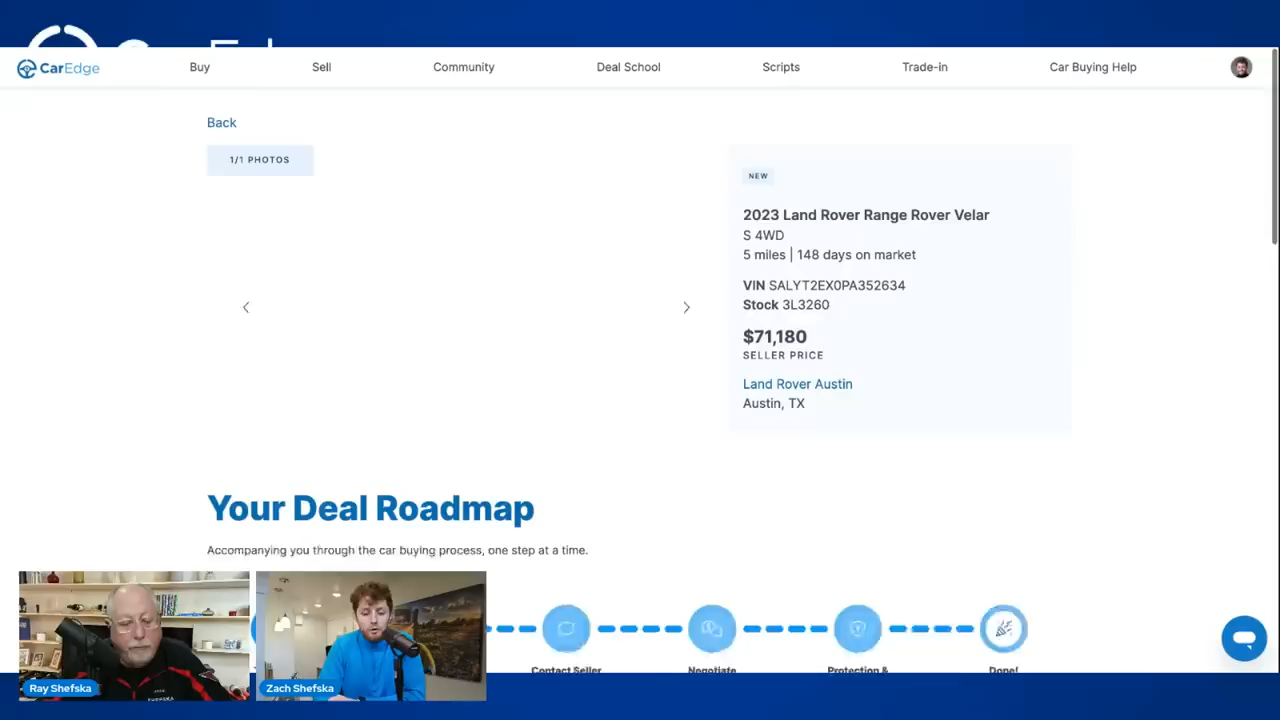 CarEdge
Buy
Sell
Community
Deal School
Scripts
Trade-in
Car Buying Help
Back
1/1 PHOTOS
NEW
2023 Land Rover Range Rover Velar
S 4WD
5 miles | 148 days on market
VIN SALYT2EX0PA352634
Stock 3L3260
$71,180
SELLER PRICE
Land Rover Austin
Austin, TX
Your Deal Roadmap
Accompanying you through the car buying process, one step at a time.
Contact Seller
Negotiate
Protection &
Done!
Ray Shefska
Zach Shefska